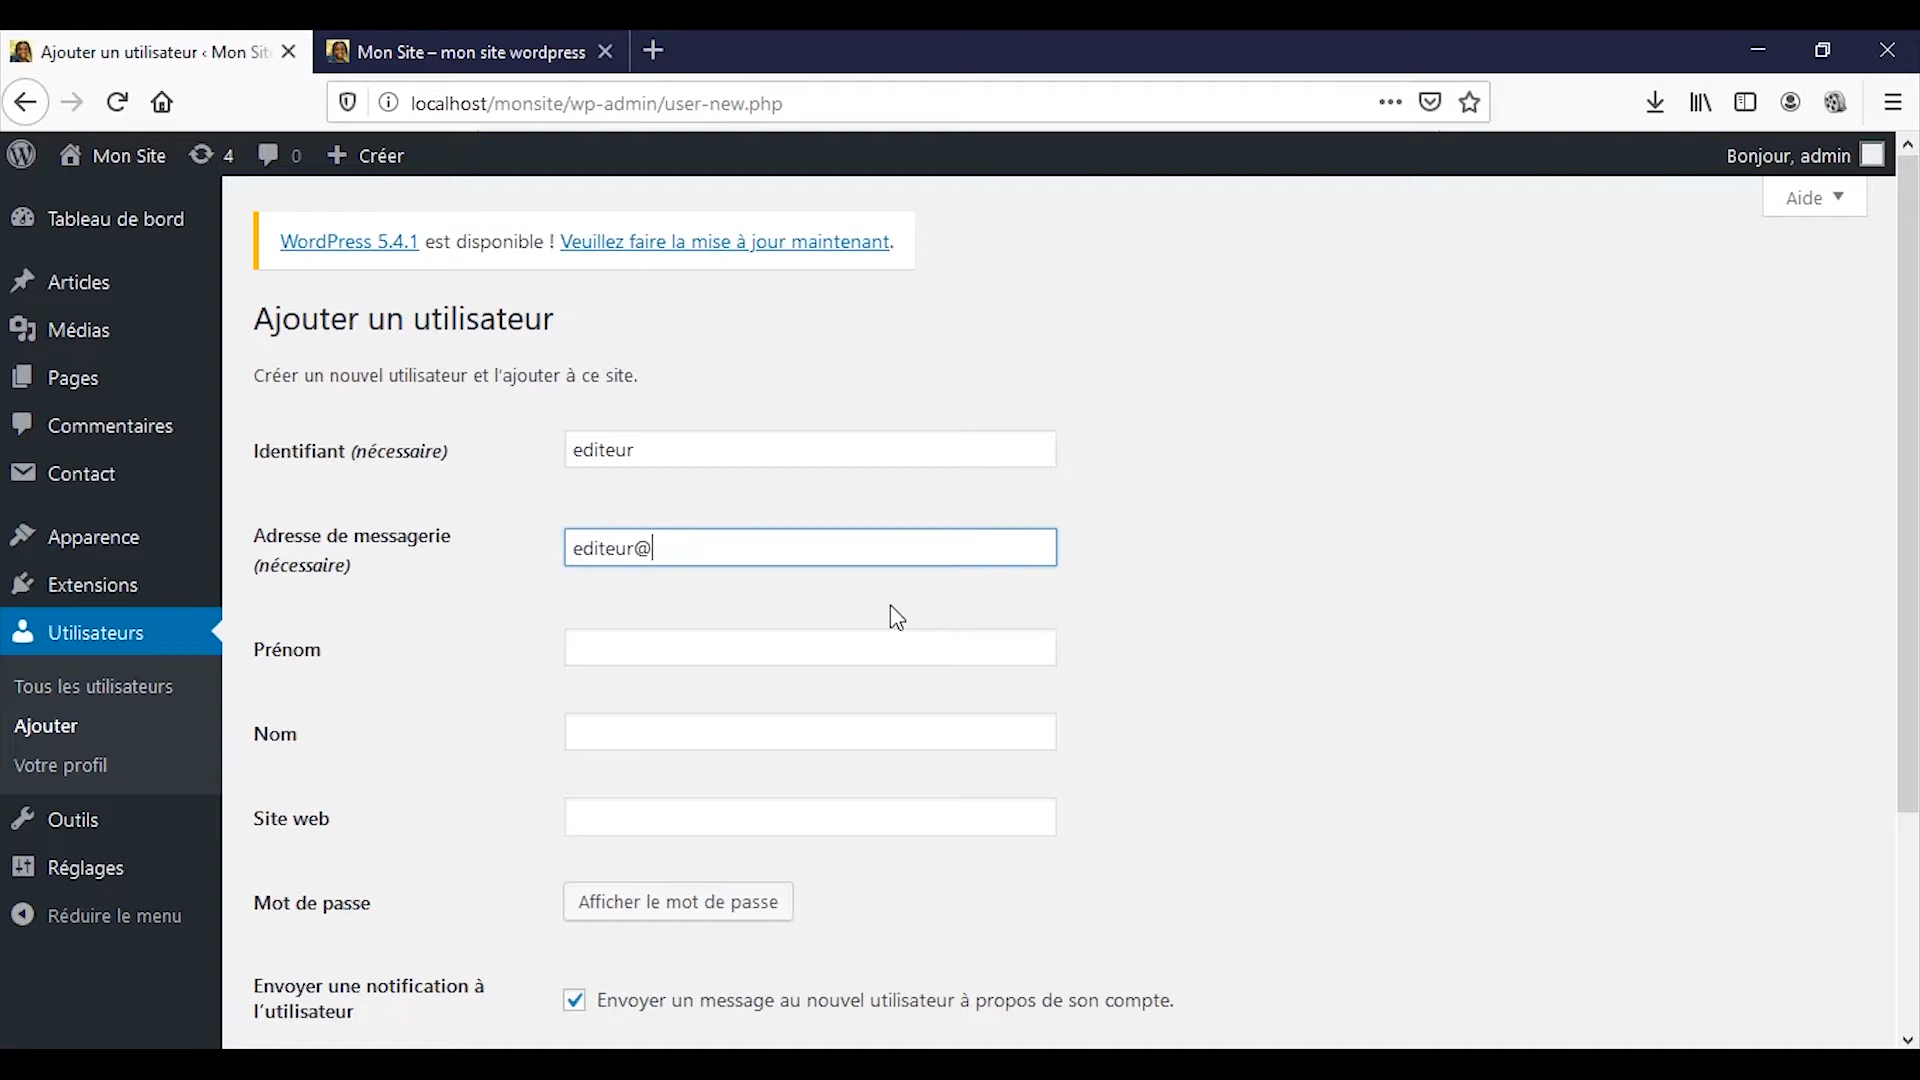 Ajouter un utilisateur ‹ Mon Sit
Mon Site – mon site wordpress
localhost/monsite/wp-admin/user-new.php
Mon Site 4 0 Créer
Bonjour, admin
Aide
Tableau de bord
Articles
Médias
Pages
Commentaires
Contact
Apparence
Extensions
Utilisateurs
Tous les utilisateurs
Ajouter
Votre profil
Outils
Réglages
Réduire le menu
WordPress 5.4.1 est disponible ! Veuillez faire la mise à jour maintenant.
Ajouter un utilisateur
Créer un nouvel utilisateur et l'ajouter à ce site.
Identifiant (nécessaire)
editeur
Adresse de messagerie
(nécessaire)
editeur@
Prénom
Nom
Site web
Mot de passe
Afficher le mot de passe
Envoyer une notification à
l’utilisateur
Envoyer un message au nouvel utilisateur à propos de son compte.